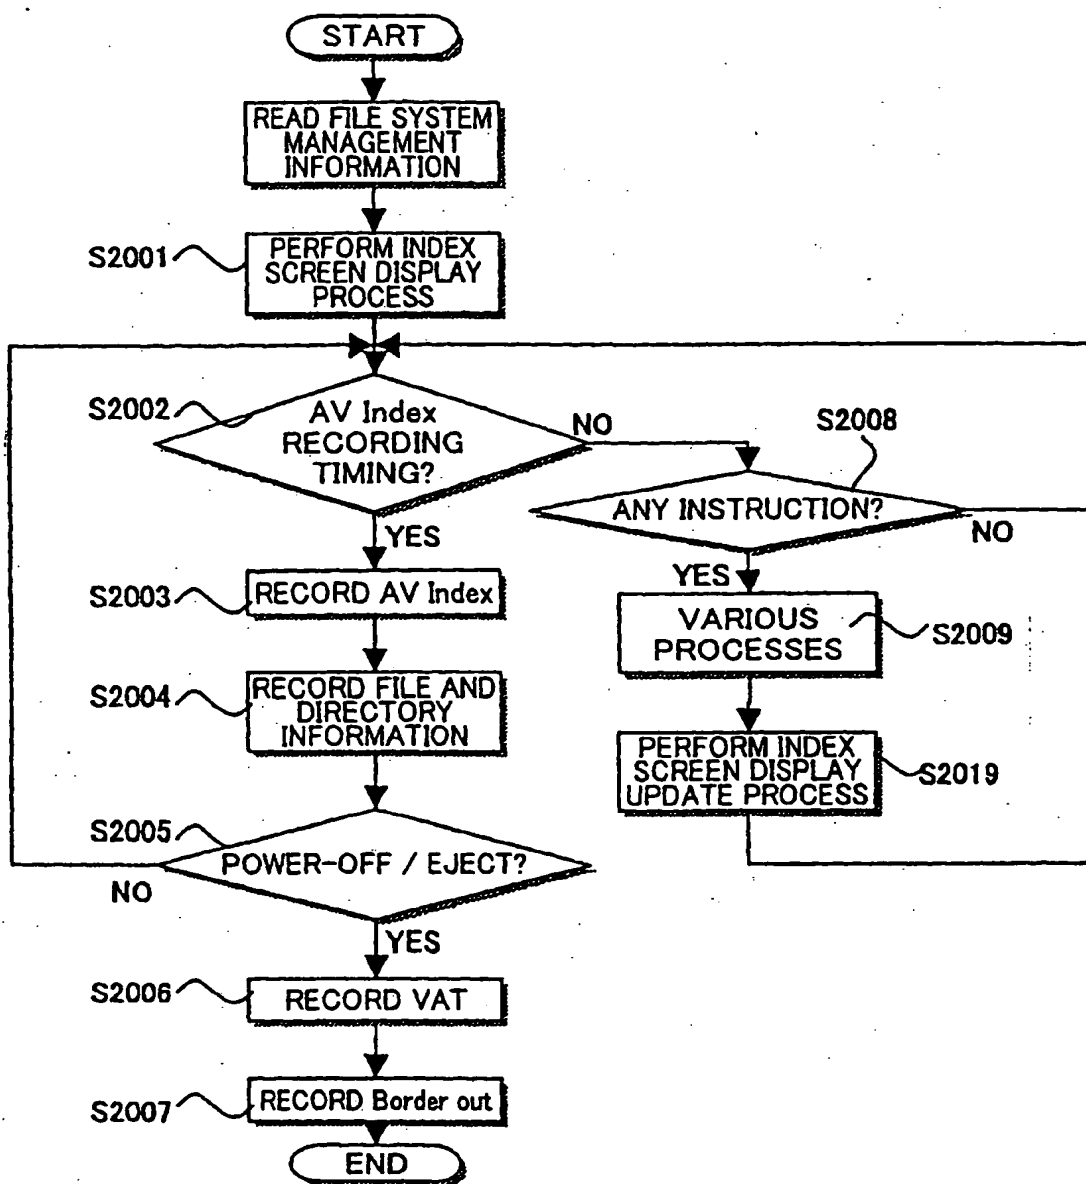 START
READ FILE SYSTEM
MANAGEMENT
INFORMATION
S2001
PERFORM INDEX
SCREEN DISPLAY
PROCESS
S2002
AV Index
RECORDING
TIMING?
NO
S2008
ANY INSTRUCTION?
NO
YES
YES
S2003
RECORD AV Index
VARIOUS
PROCESSES
S2009
S2004
RECORD FILE AND
DIRECTORY
INFORMATION
PERFORM INDEX
SCREEN DISPLAY
UPDATE PROCESS
S2019
S2005
POWER-OFF / EJECT?
NO
YES
S2006
RECORD VAT
S2007
RECORD Border out
END